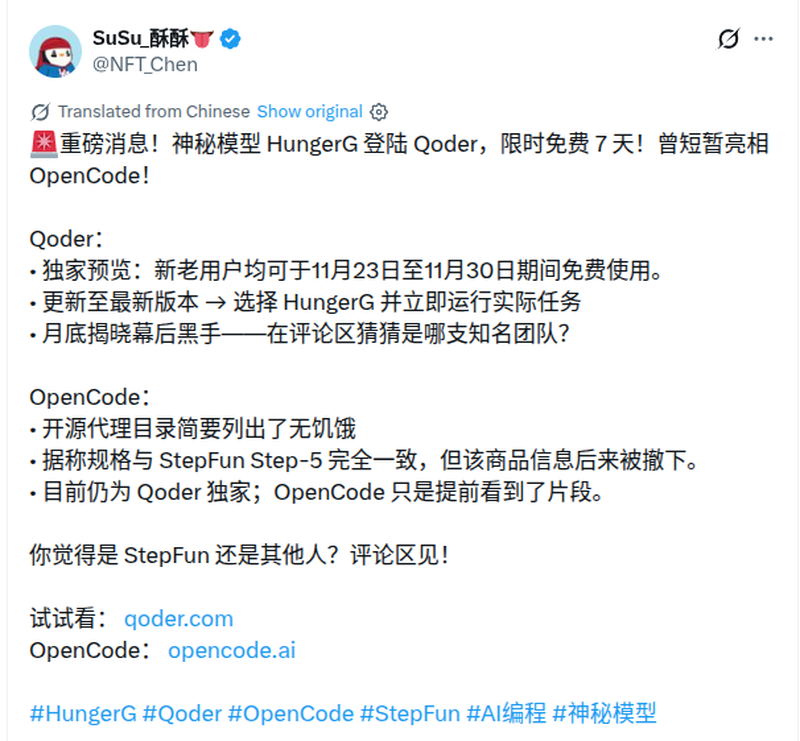 SuSu_酥酥👅
@NFT_Chen
Translated from Chinese Show original
🚨重磅消息！神秘模型 HungerG 登陆 Qoder，限时免费 7 天！曾短暂亮相
OpenCode！
Qoder：
• 独家预览：新老用户均可于11月23日至11月30日期间免费使用。
• 更新至最新版本 → 选择 HungerG 并立即运行实际任务
• 月底揭晓幕后黑手——在评论区猜猜是哪支知名团队？
OpenCode：
• 开源代理目录简要列出了无饥饿
• 据称规格与 StepFun Step-5 完全一致，但该商品信息后来被撤下。
• 目前仍为 Qoder 独家；OpenCode 只是提前看到了片段。
你觉得是 StepFun 还是其他人？评论区见！
试试看： qoder.com
OpenCode： opencode.ai
#HungerG #Qoder #OpenCode #StepFun #AI编程 #神秘模型